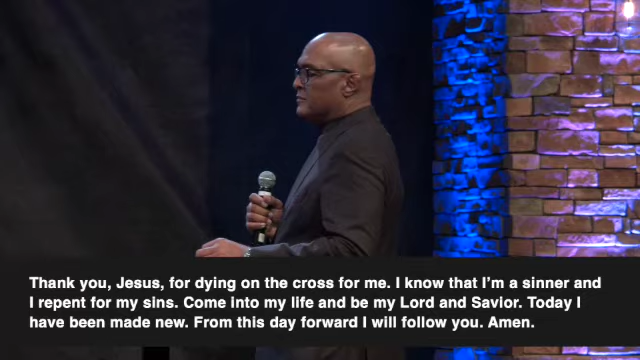 Thank you, Jesus, for dying on the cross for me. I know that I'm a sinner and
I repent for my sins. Come into my life and be my Lord and Savior. Today I
have been made new. From this day forward I will follow you. Amen.